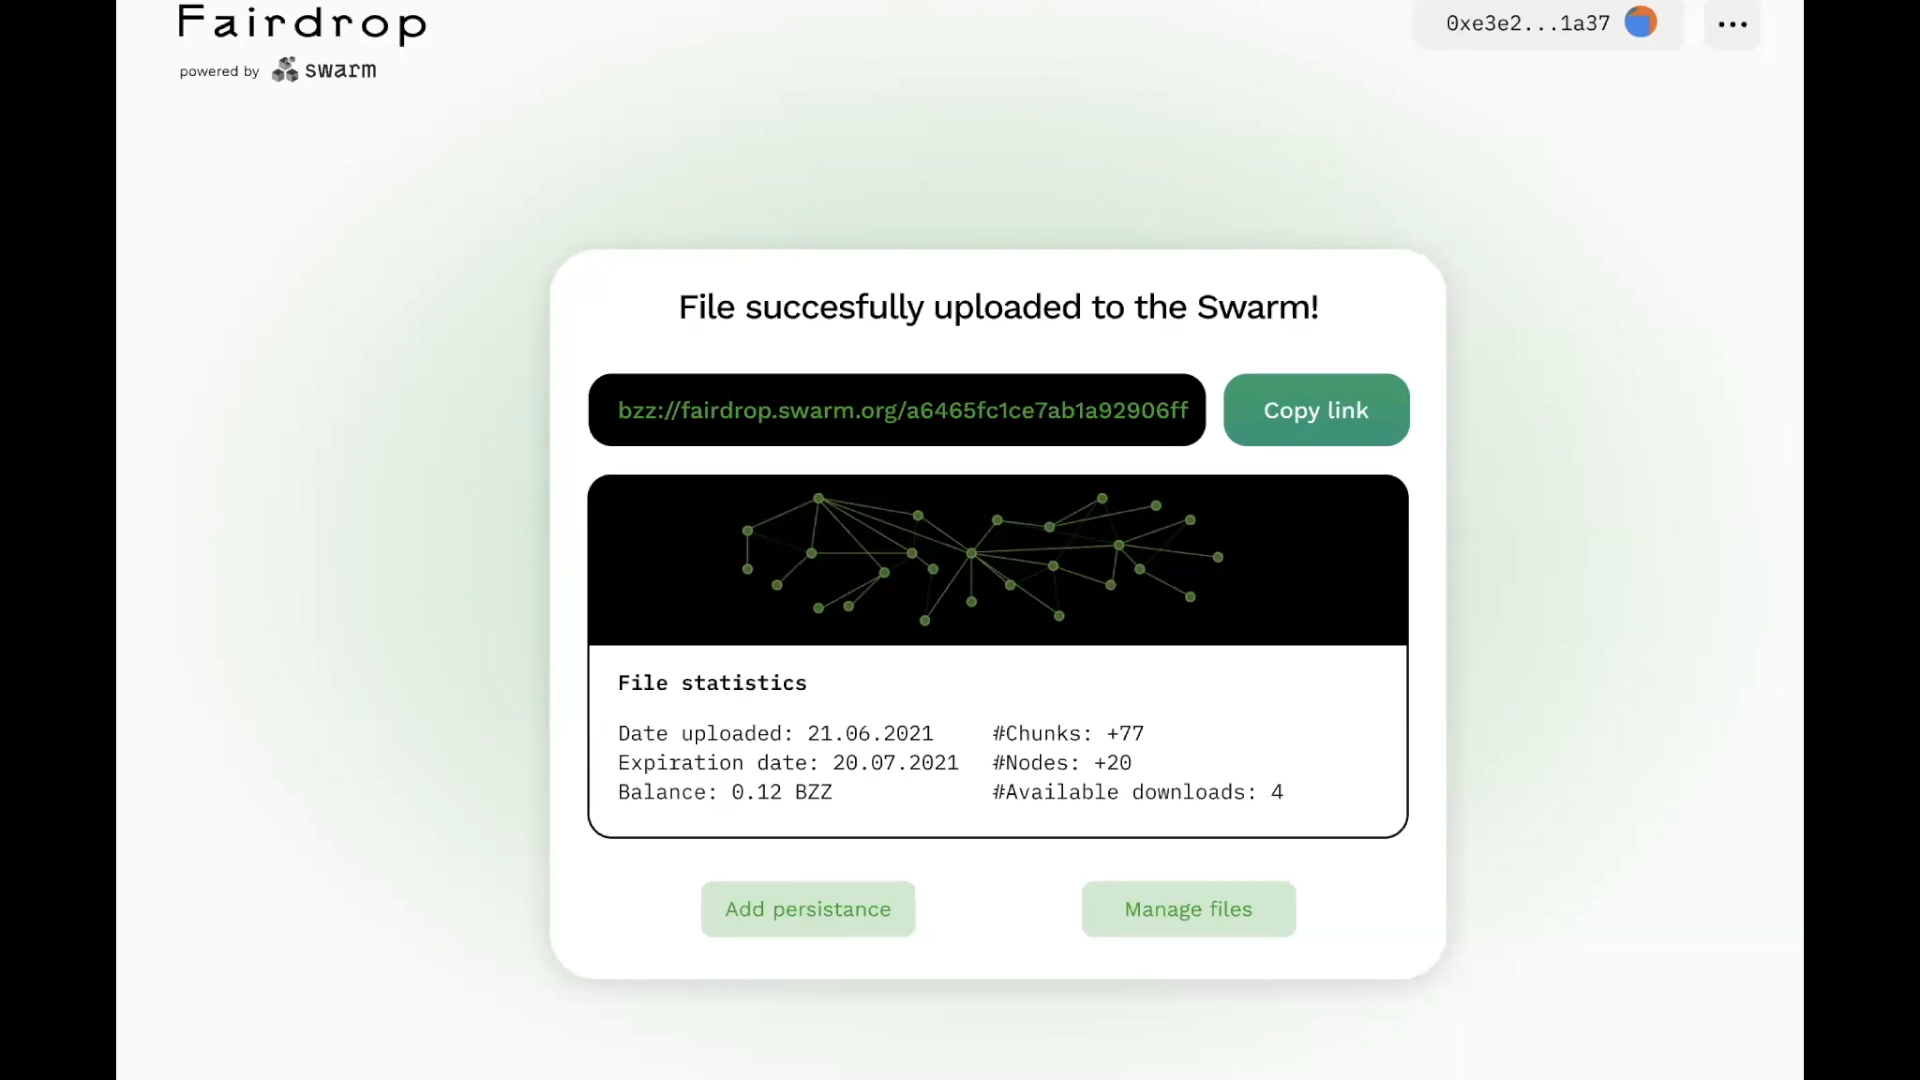 Fairdrop
powered by swarm
0xe3e2...1a37
File succesfully uploaded to the Swarm!
bzz://fairdrop.swarm.org/a6465fc1ce7ab1a92906ff
Copy link
File statistics
Date uploaded: 21.06.2021
Expiration date: 20.07.2021
Balance: 0.12 BZZ
#Chunks: +77
#Nodes: +20
#Available downloads: 4
Add persistance
Manage files